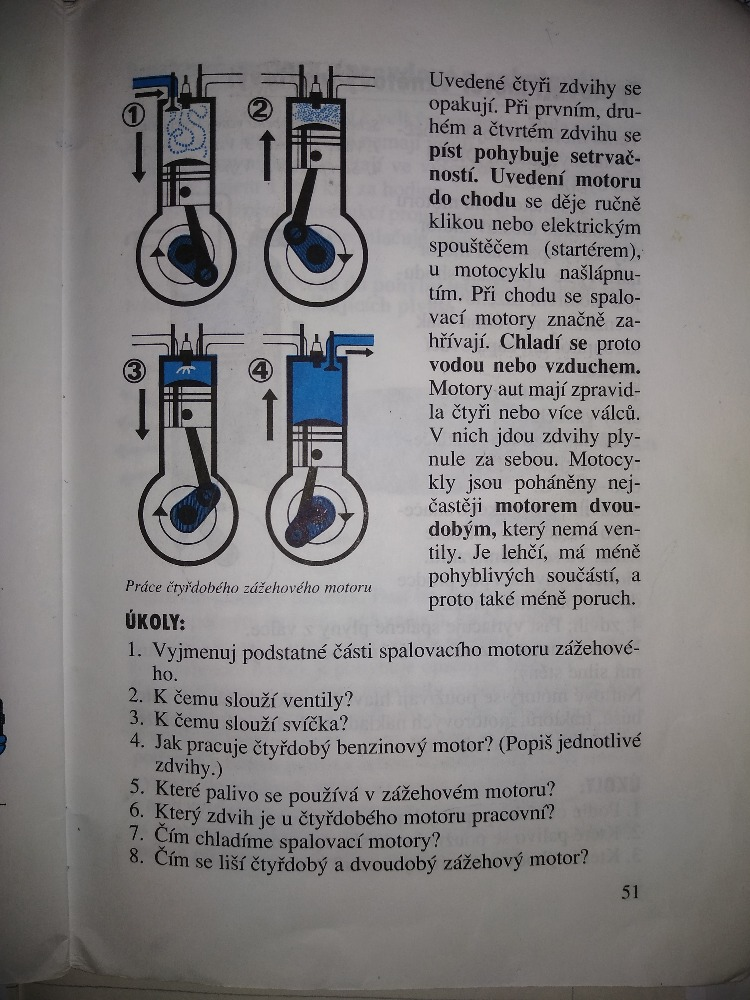 1
2
3
4
Práce čtyřdobého zážehového motoru
Uvedené čtyři zdvihy se
opakují. Při prvním, dru-
hém a čtvrtém zdvihu se
píst pohybuje setrvač-
ností. Uvedení motoru
do chodu se děje ručně
klikou nebo elektrickým
spouštěčem (startérem),
u motocyklu našlápnu-
tím. Při chodu se spalo-
vací motory značně za-
hřívají. Chladí se proto
vodou nebo vzduchem.
Motory aut mají zpravid-
la čtyři nebo více válců.
V nich jdou zdvihy ply-
nule za sebou. Motocy-
kly jsou poháněny nej-
častěji motorem dvou-
dobým, který nemá ven-
tily. Je lehčí, má méně
pohyblivých součástí, a
proto také méně poruch.
ÚKOLY:
1. Vyjmenuj podstatné části spalovacího motoru zážehové-
ho.
2. K čemu slouží ventily?
3. K čemu slouží svíčka?
4. Jak pracuje čtyřdobý benzinový motor? (Popiš jednotlivé
zdvihy.)
5. Které palivo se používá v zážehovém motoru?
6. Který zdvih je u čtyřdobého motoru pracovní?
7. Čím chladíme spalovací motory?
8. Čím se liší čtyřdobý a dvoudobý zážehový motor?
51